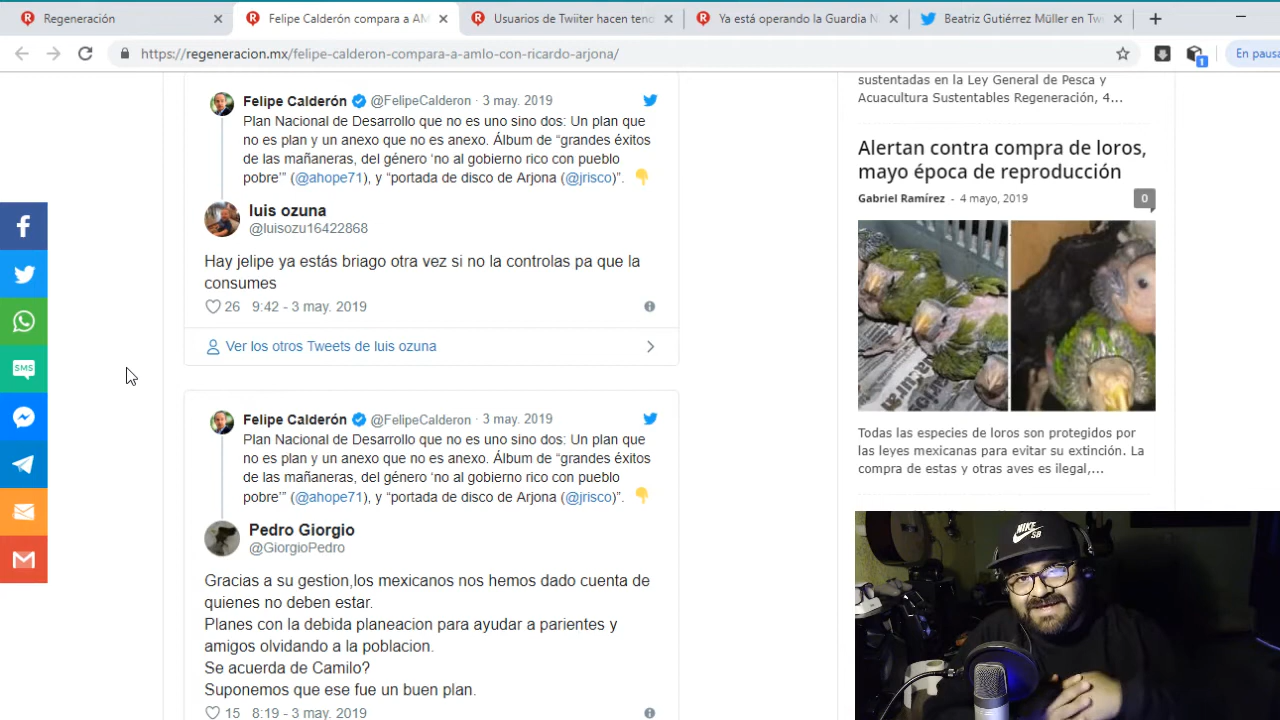 Regeneración
Felipe Calderón compara a AM
Usuarios de Twiiter hacen tend
Ya está operando la Guardia N
Beatriz Gutiérrez Müller en Tw
https://regeneracion.mx/felipe-calderon-compara-a-amlo-con-ricardo-arjona/
1
En pausa
Felipe Calderón @FelipeCalderon · 3 may. 2019
Plan Nacional de Desarrollo que no es uno sino dos: Un plan que
no es plan y un anexo que no es anexo. Álbum de “grandes éxitos
de las mañaneras, del género ‘no al gobierno rico con pueblo
pobre’” (@ahope71), y “portada de disco de Arjona (@jrisco)”.
luis ozuna
@luisozu16422868
Hay jelipe ya estás briago otra vez si no la controlas pa que la
consumes
26 9:42 - 3 may. 2019
Ver los otros Tweets de luis ozuna
Felipe Calderón @FelipeCalderon · 3 may. 2019
Plan Nacional de Desarrollo que no es uno sino dos: Un plan que
no es plan y un anexo que no es anexo. Álbum de “grandes éxitos
de las mañaneras, del género ‘no al gobierno rico con pueblo
pobre’” (@ahope71), y “portada de disco de Arjona (@jrisco)”.
Pedro Giorgio
@GiorgioPedro
Gracias a su gestion,los mexicanos nos hemos dado cuenta de
quienes no deben estar.
Planes con la debida planeacion para ayudar a parientes y
amigos olvidando a la poblacion.
Se acuerda de Camilo?
Suponemos que ese fue un buen plan.
15 8:19 - 3 may. 2019
SMS
sustentadas en la Ley General de Pesca y
Acuacultura Sustentables Regeneración, 4...
Alertan contra compra de loros,
mayo época de reproducción
Gabriel Ramírez - 4 mayo, 2019
0
Todas las especies de loros son protegidos por
las leyes mexicanas para evitar su extinción. La
compra de estas y otras aves es ilegal,...
NIKE
SB